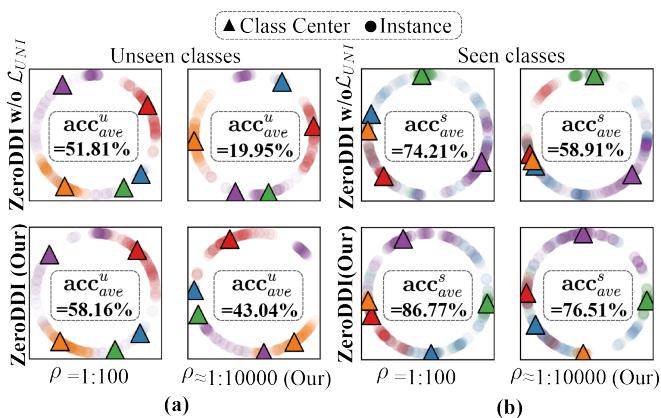 Class Center Instance
Unseen classes Seen classes
ZeroDDI w/o ℒ_UNI
acc^u_ave =51.81%
acc^u_ave =19.95%
ZeroDDI w/o ℒ_UNI
acc^s_ave =74.21%
acc^s_ave =58.91%
ZeroDDI (Our)
acc^u_ave =58.16%
acc^u_ave =43.04%
ZeroDDI(Our)
acc^s_ave =86.77%
acc^s_ave =76.51%
ρ =1:100 ρ≈1:10000 (Our) ρ =1:100 ρ≈1:10000 (Our)
(a) (b)